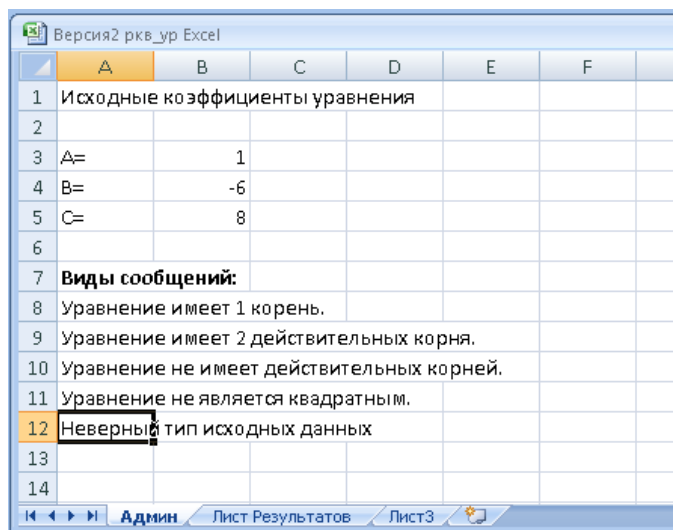 Версия2 ркв_ур Excel
A B C D E F
1 Исходные коэффициенты уравнения
2
3 A= 1
4 B= -6
5 C= 8
6
7 Виды сообщений:
8 Уравнение имеет 1 корень.
9 Уравнение имеет 2 действительных корня.
10 Уравнение не имеет действительных корней.
11 Уравнение не является квадратным.
12 Неверный тип исходных данных
13
14
Админ Лист Результатов Лист3